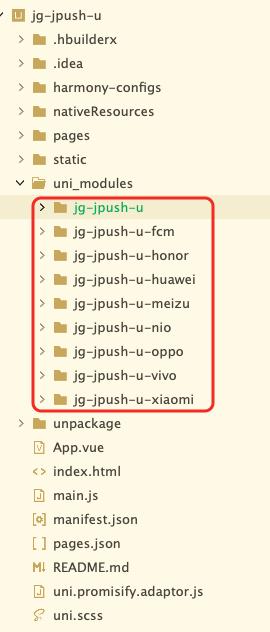 jg-jpush-u
.hbuilderx
.idea
harmony-configs
nativeResources
pages
static
uni_modules
jg-jpush-u
jg-jpush-u-fcm
jg-jpush-u-honor
jg-jpush-u-huawei
jg-jpush-u-meizu
jg-jpush-u-nio
jg-jpush-u-oppo
jg-jpush-u-vivo
jg-jpush-u-xiaomi
unpackage
App.vue
index.html
main.js
manifest.json
pages.json
README.md
uni.promisify.adaptor.js
uni.scss